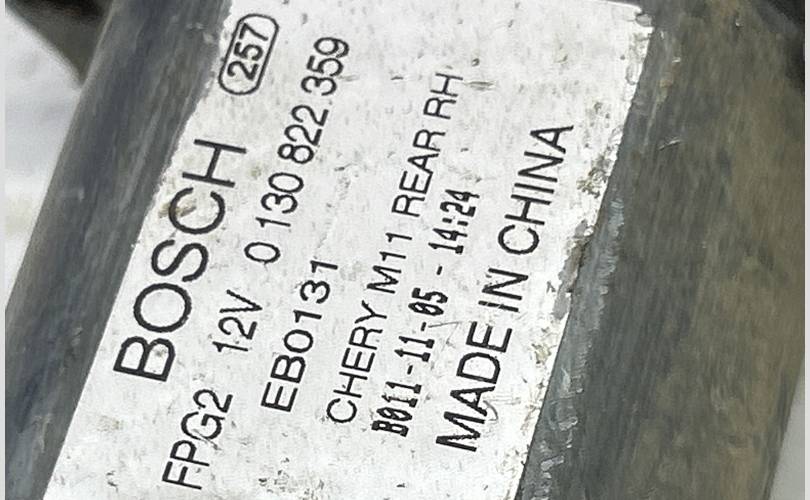 BOSCH 257
FPG2 12V 0 130 822 359
EB0131
CHERY M11 REAR RH
B011-11-05 - 14:24
MADE IN CHINA